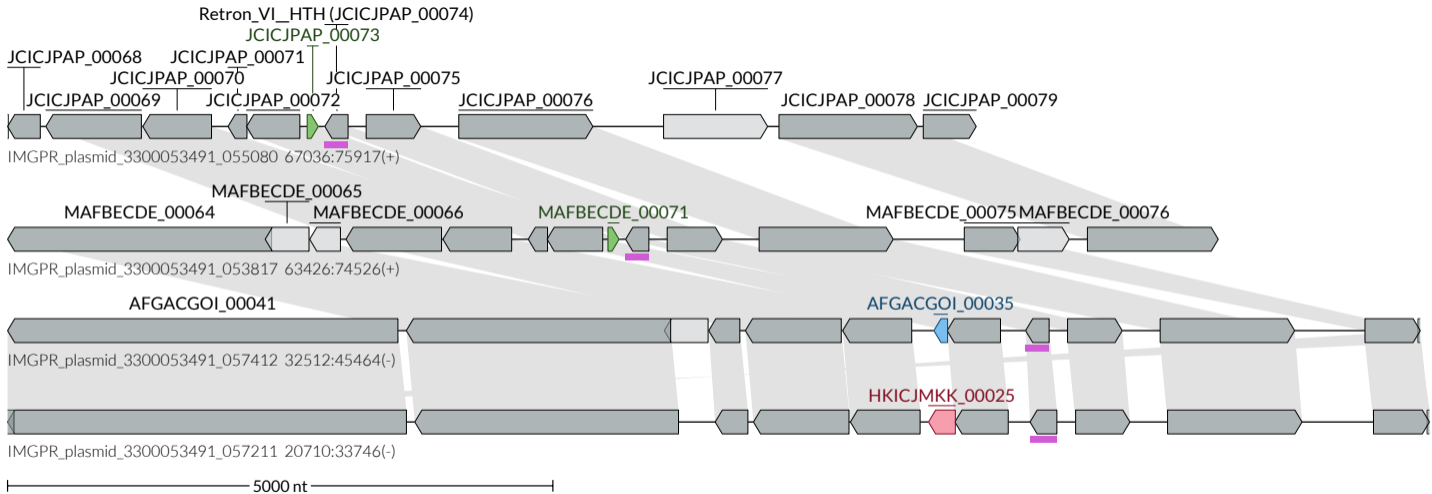 Retron_VI__HTH (JCICJPAP_00074)
JCICJPAP_00073
JCICJPAP_00068 JCICJPAP_00071
JCICJPAP_00070 JCICJPAP_00075 JCICJPAP_00077
JCICJPAP_00069 JCICJPAP_00072 JCICJPAP_00076 JCICJPAP_00078 JCICJPAP_00079
IMGPR_plasmid_3300053491_055080 67036:75917(+)
MAFBECDE_00065
MAFBECDE_00064 MAFBECDE_00066 MAFBECDE_00071 MAFBECDE_00075 MAFBECDE_00076
IMGPR_plasmid_3300053491_053817 63426:74526(+)
AFGACGOI_00041 AFGACGOI_00035
IMGPR_plasmid_3300053491_057412 32512:45464(-)
HKICJMKK_00025
IMGPR_plasmid_3300053491_057211 20710:33746(-)
5000 nt